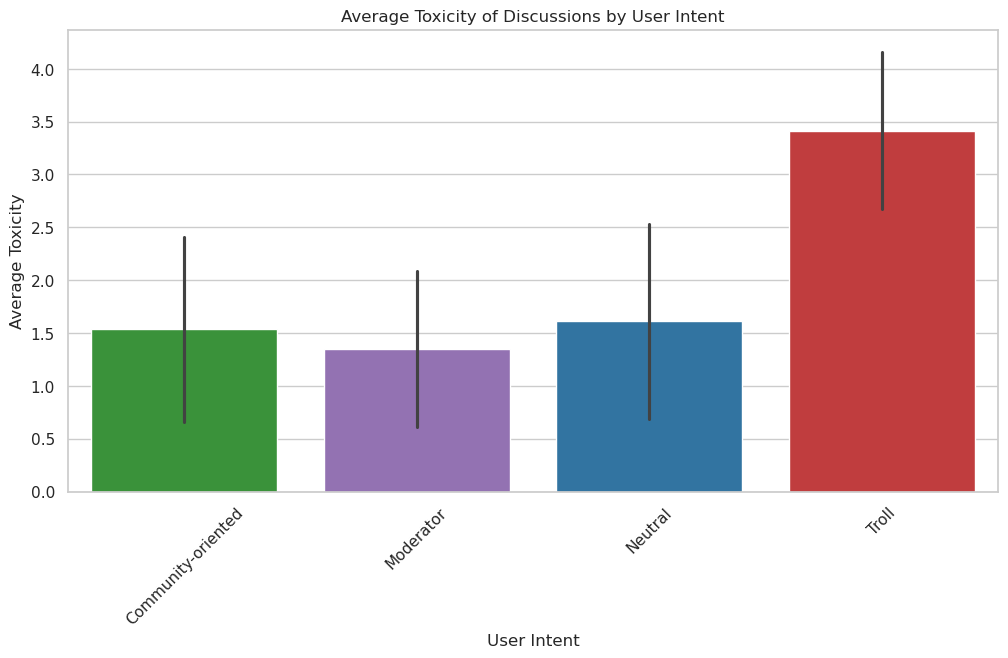 Average Toxicity of Discussions by User Intent
Average Toxicity
4.0
3.5
3.0
2.5
2.0
1.5
1.0
0.5
0.0
Community-oriented
Moderator
Neutral
Troll
User Intent